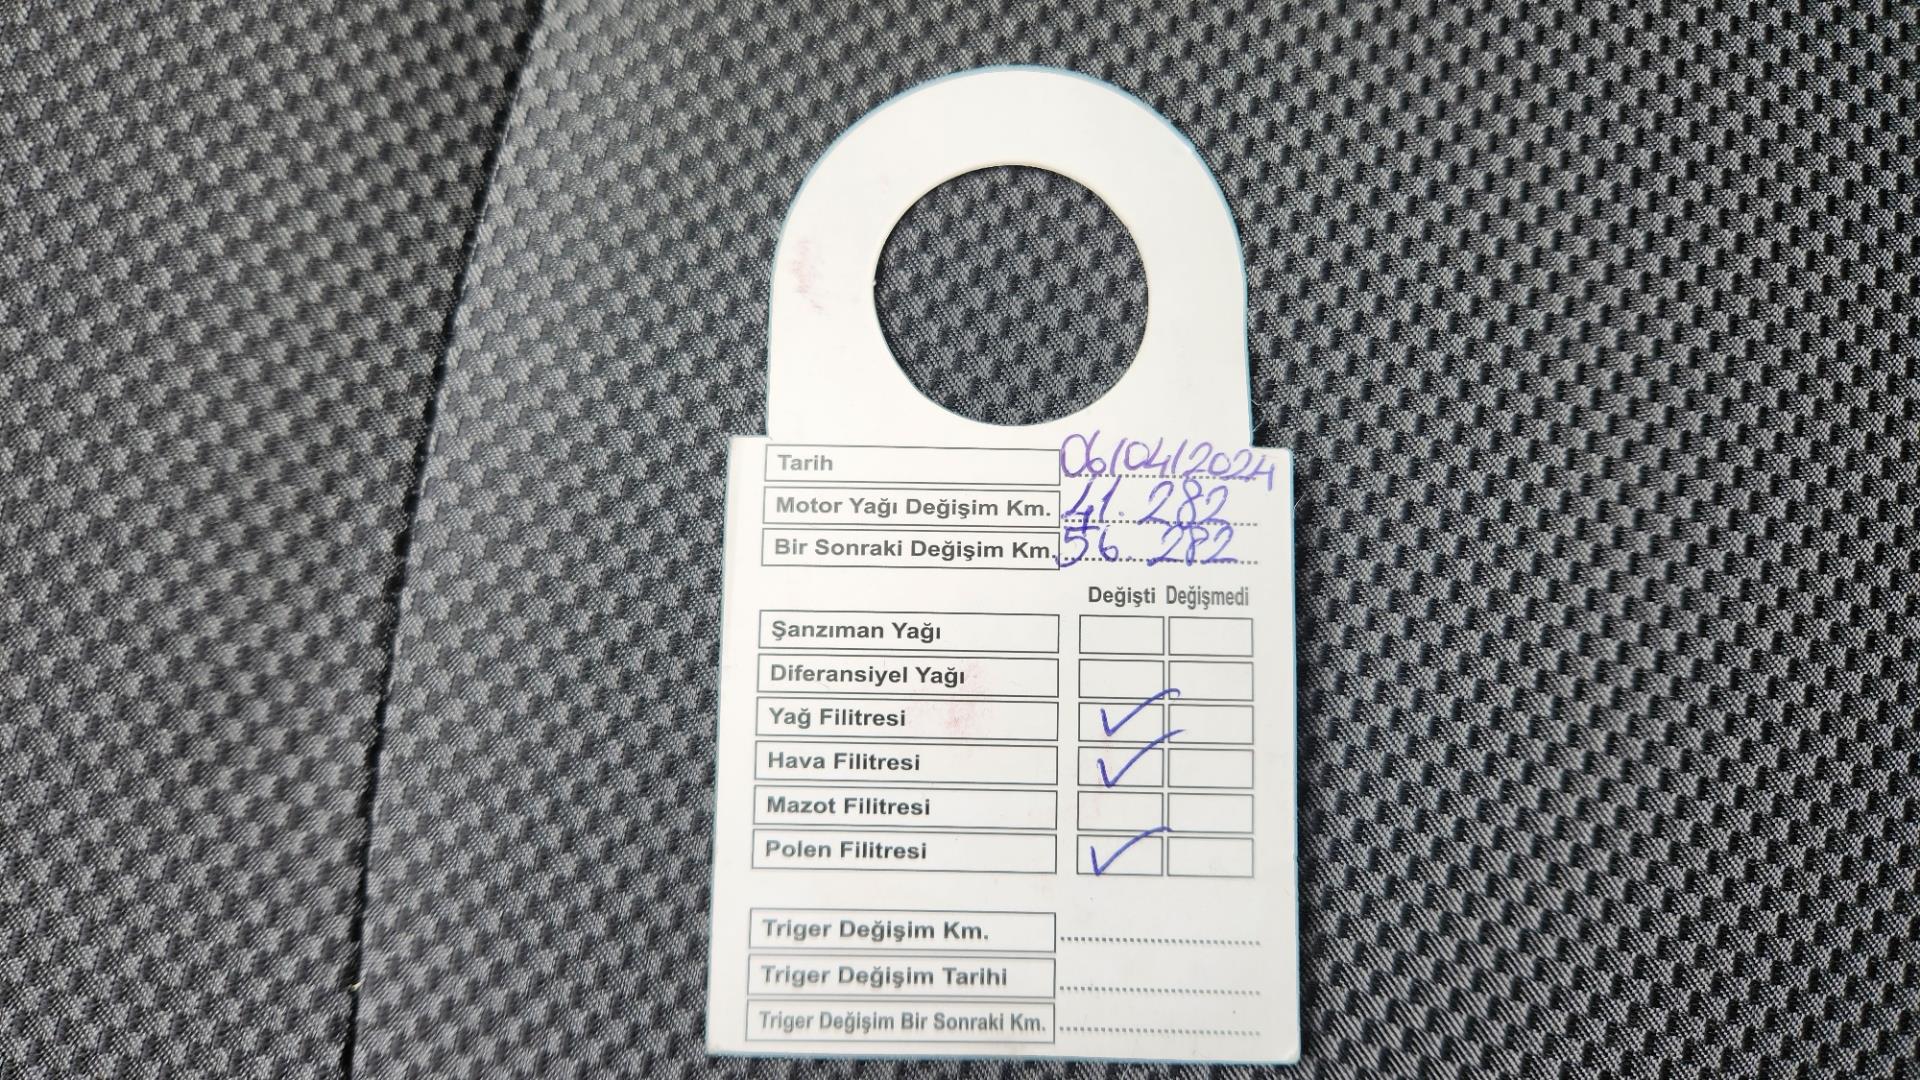 Tarih 06/04/2024
Motor Yağı Değişim Km. 41.282
Bir Sonraki Değişim Km. 56.282
Değişti Değişmedi
Şanzıman Yağı
Diferansiyel Yağı
Yağ Filitresi ✓
Hava Filitresi ✓
Mazot Filitresi
Polen Filitresi ✓
Triger Değişim Km.
Triger Değişim Tarihi
Triger Değişim Bir Sonraki Km.